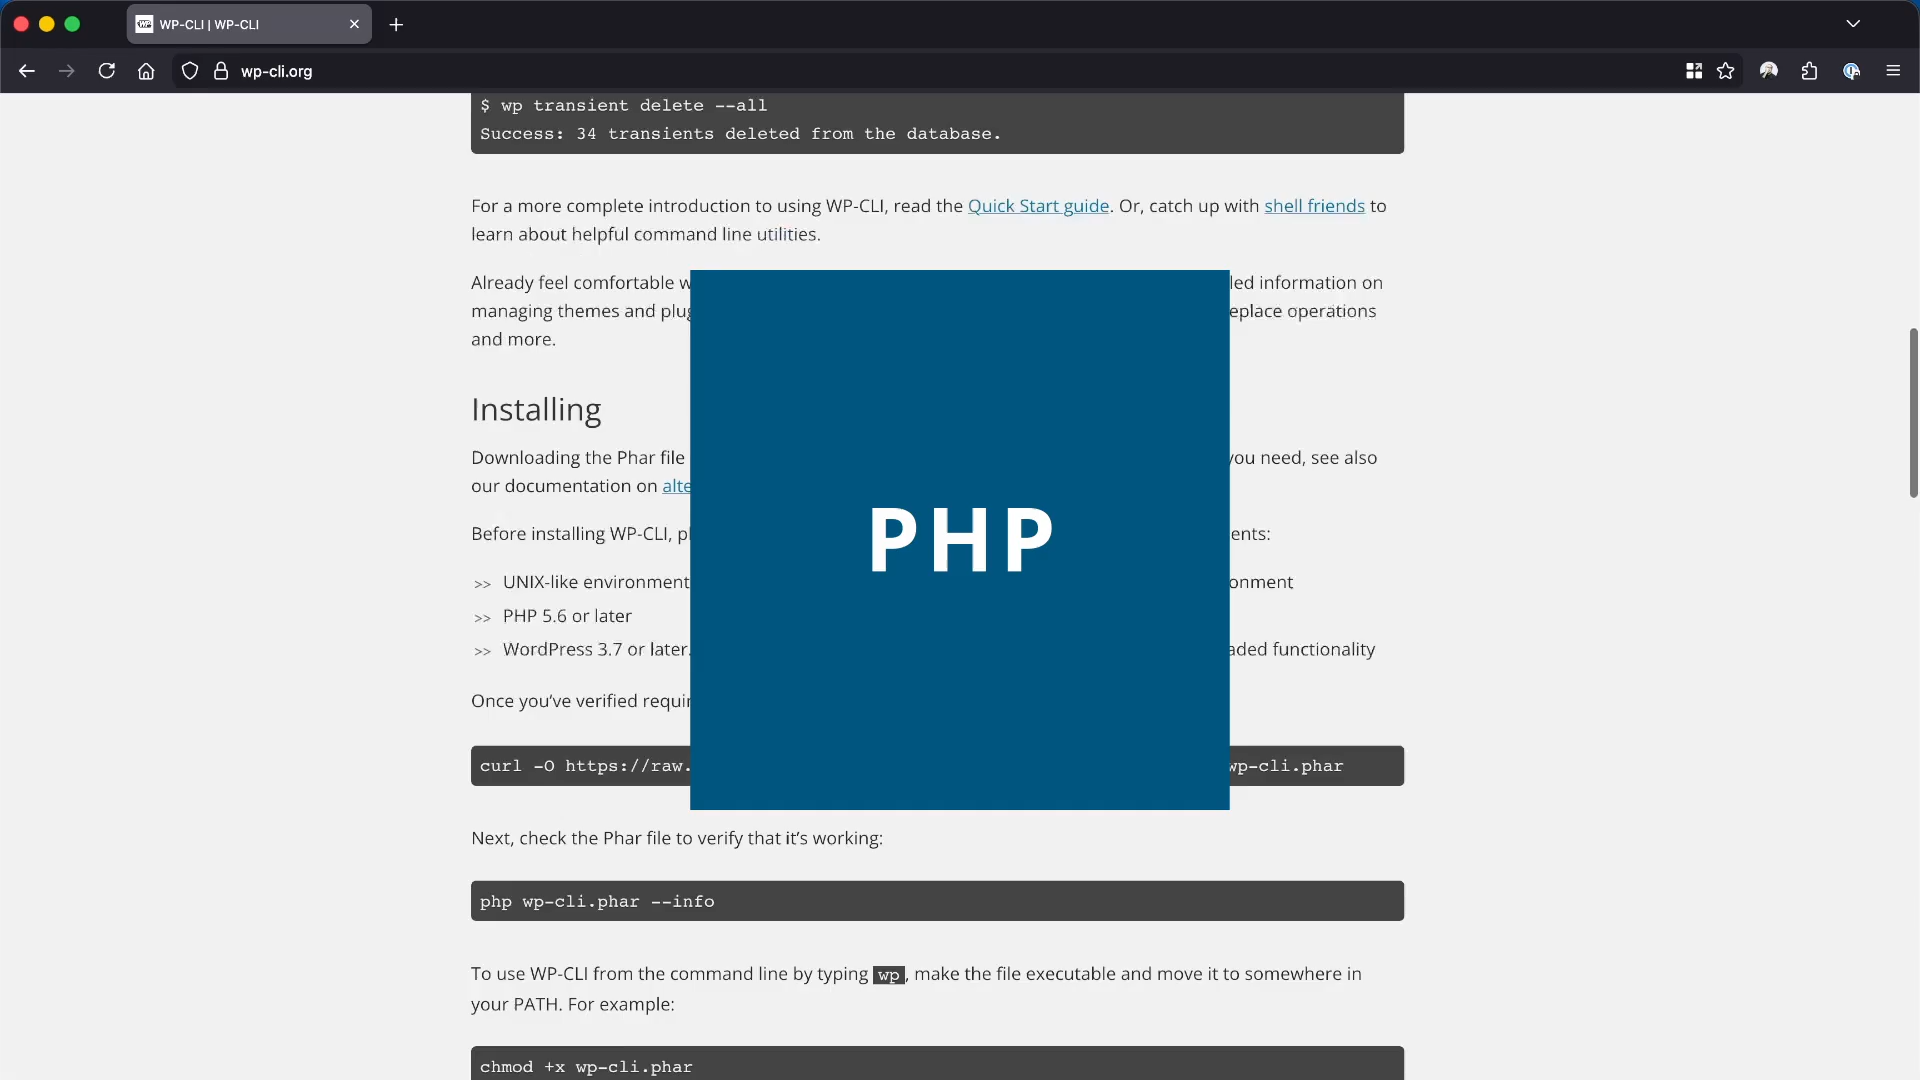 WP-CLI | WP-CLI
wp-cli.org
$ wp transient delete --all
Success: 34 transients deleted from the database.
For a more complete introduction to using WP-CLI, read the Quick Start guide. Or, catch up with shell friends to
learn about helpful command line utilities.
Already feel comfortable led information on
managing themes and eplace operations
and more.
Installing
Downloading the Phar file you need, see also
our documentation on
Before installing WP-CLI,
PHP
>> UNIX-like environment
>> PHP 5.6 or later
>> WordPress 3.7 or later. functionality
Once you’ve verified
curl -O https://raw. wp-cli.phar
Next, check the Phar file to verify that it’s working:
php wp-cli.phar --info
To use WP-CLI from the command line by typing wp, make the file executable and move it to somewhere in
your PATH. For example:
chmod +x wp-cli.phar